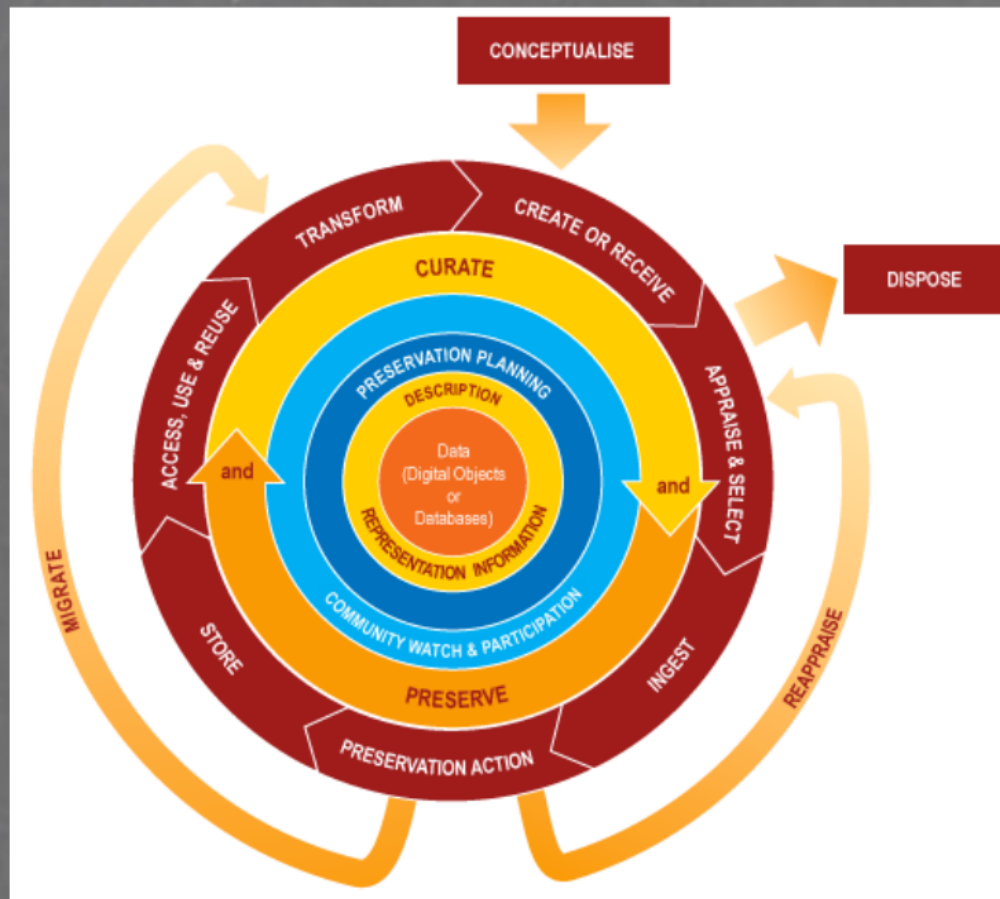 CONCEPTUALISE
TRANSFORM
CREATE OR RECEIVE
CURATE
DISPOSE
ACCESS, USE & REUSE
PRESERVATION PLANNING
DESCRIPTION
APPRAISE & SELECT
Data
(Digital Objects
or
Databases)
and
and
REPRESENTATION INFORMATION
COMMUNITY WATCH & PARTICIPATION
MIGRATE
STORE
INGEST
REAPPRAISE
PRESERVE
PRESERVATION ACTION